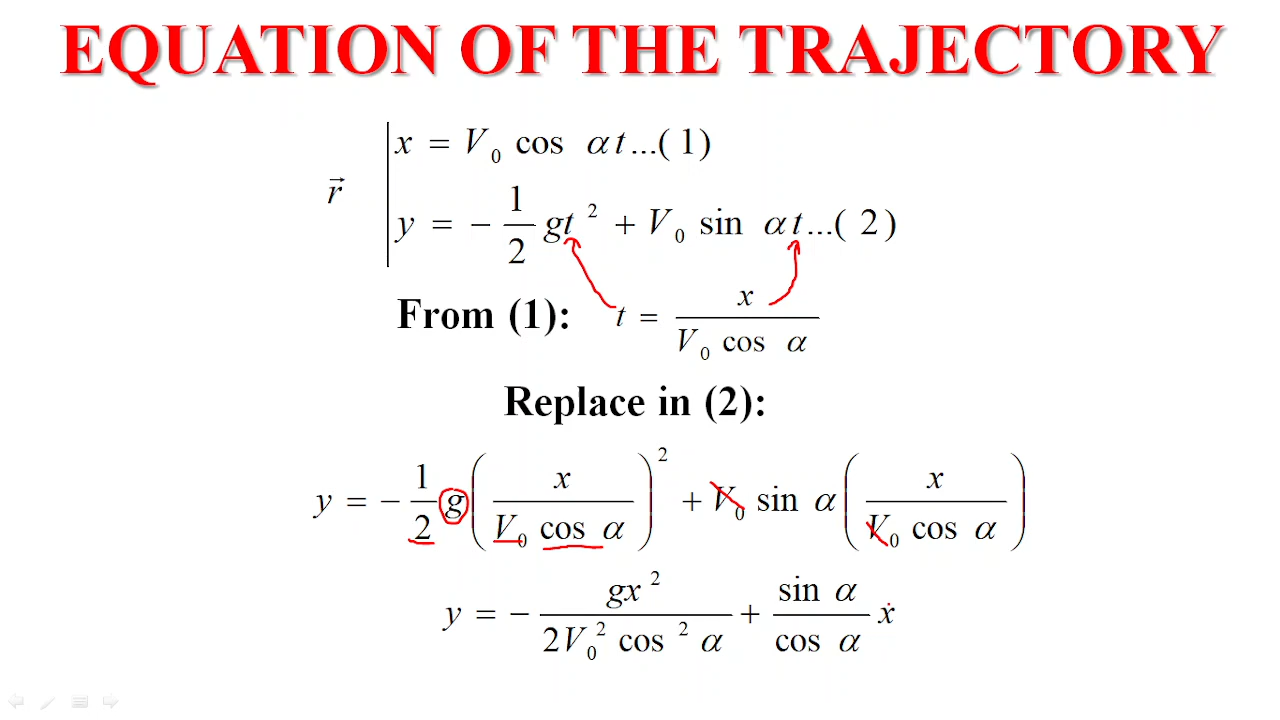 EQUATION OF THE TRAJECTORY
x = V₀ cos αt...(1)
r⃗
y = − 1/2 gt² + V₀ sin αt...(2)
From (1): t = x / V₀ cos α
Replace in (2):
y = − 1/2 g( x / V₀ cos α )² + V₀ sin α( x / V₀ cos α )
y = − gx² / 2V₀² cos² α + sin α / cos α x